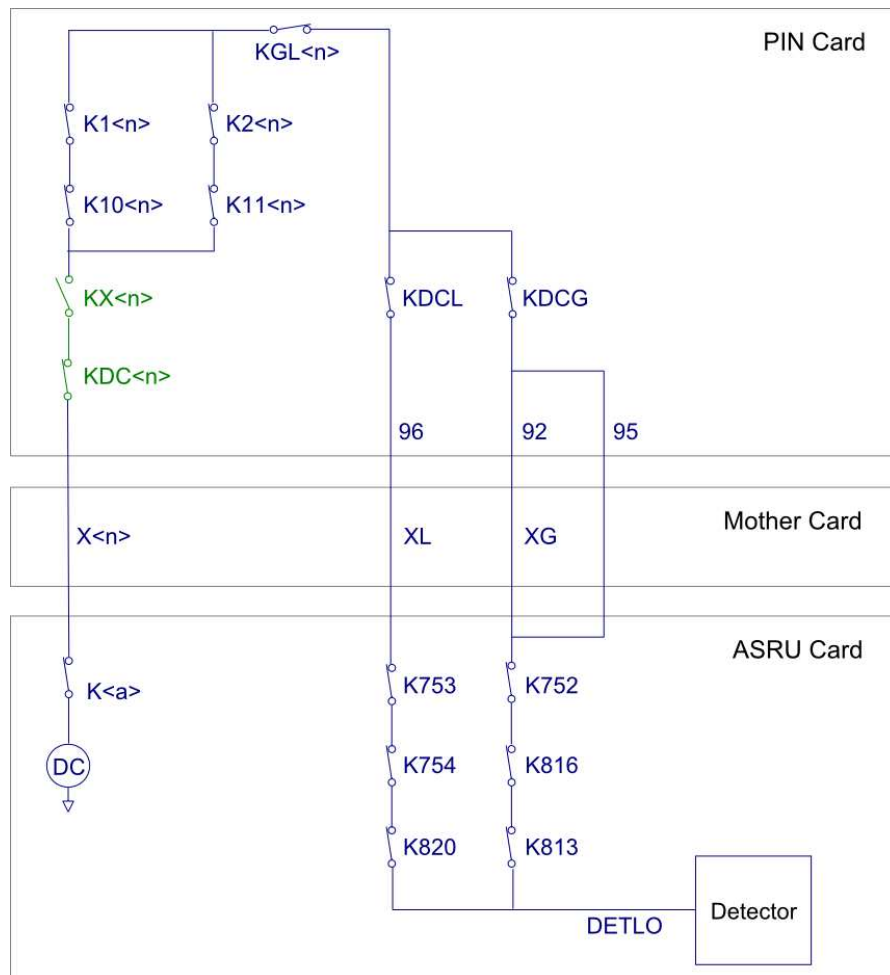 PIN Card
KGL<n>
K1<n>
K2<n>
K10<n>
K11<n>
KX<n>
KDCL
KDCG
KDC<n>
96
92
95
Mother Card
X<n>
XL
XG
ASRU Card
K<a>
K753
K752
DC
K754
K816
K820
K813
DETLO
Detector